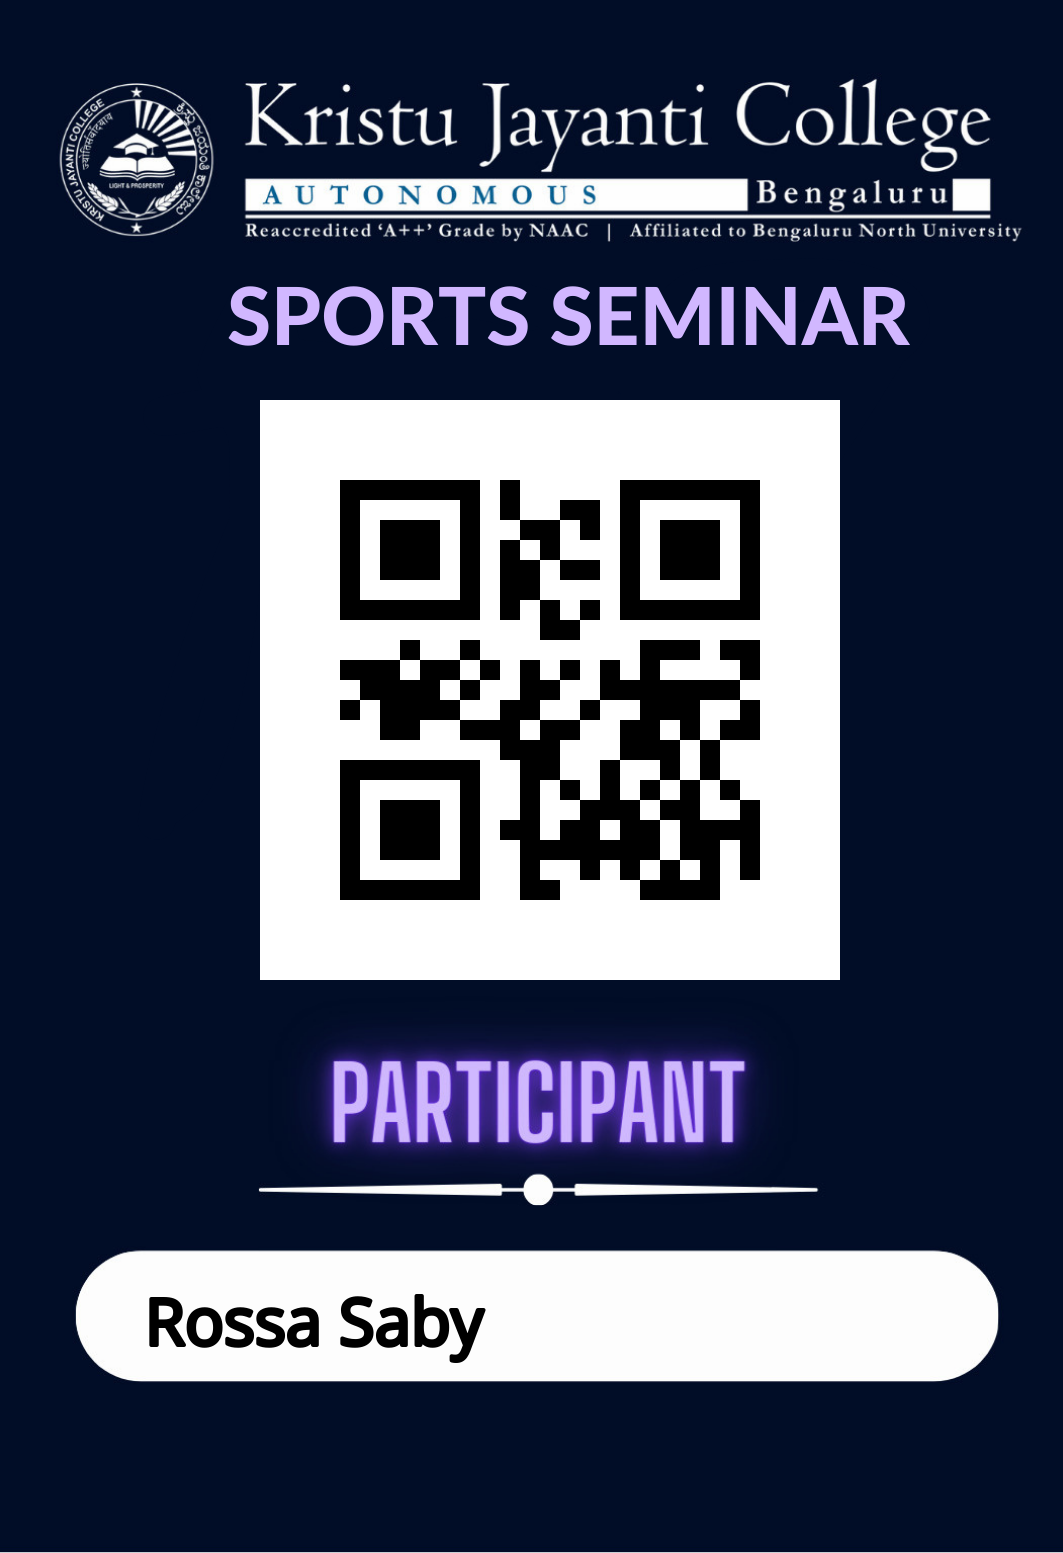 KRISTU JAYANTI COLLEGE
LIGHT & PROSPERITY
Kristu Jayanti College
AUTONOMOUS Bengaluru
Reaccredited ‘A++’ Grade by NAAC | Affiliated to Bengaluru North University
SPORTS SEMINAR
PARTICIPANT
Rossa Saby